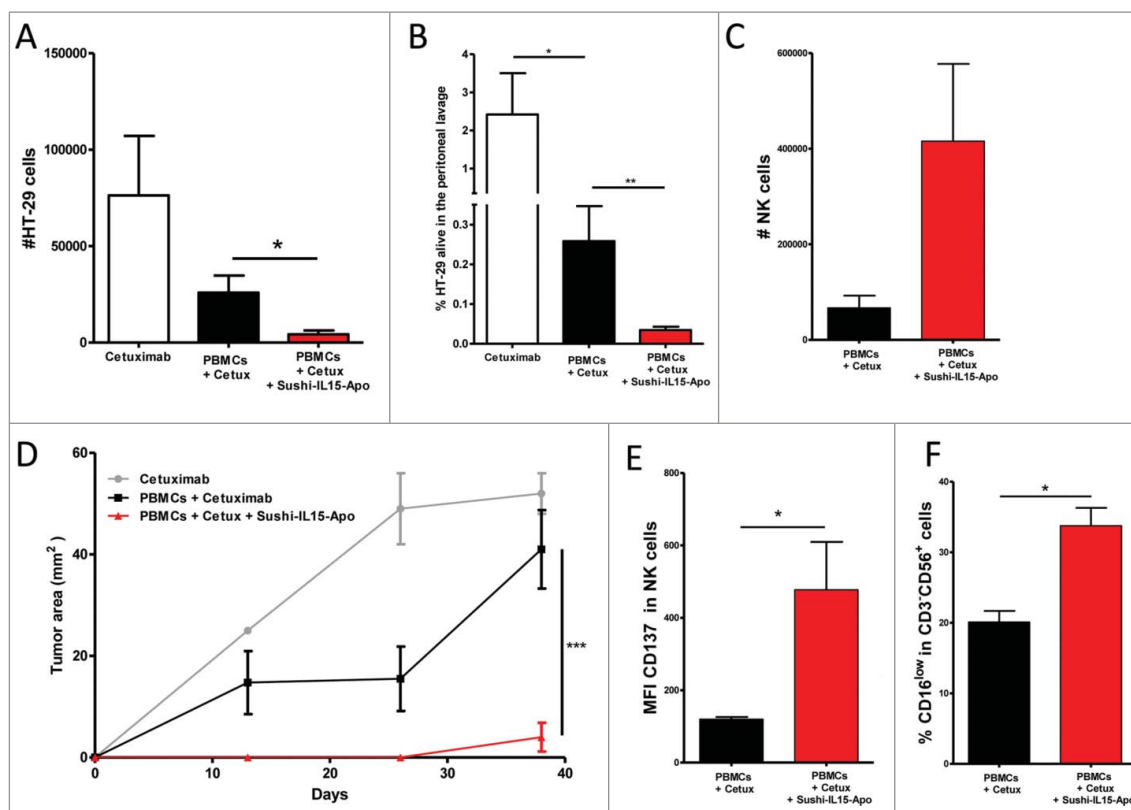 A
150000
100000
50000
0
#HT-29 cells
*
Cetuximab
PBMCs
+ Cetux
PBMCs
+ Cetux
+ Sushi-IL15-Apo
B
4
3
2
1
0.3
0.2
0.1
0.0
% HT-29 alive in the peritoneal lavage
*
**
Cetuximab
PBMCs
+ Cetux
PBMCs
+ Cetux
+ Sushi-IL15-Apo
C
600000
400000
200000
0
# NK cells
PBMCs
+ Cetux
PBMCs
+ Cetux
+ Sushi-IL15-Apo
D
60
40
20
0
Tumor area (mm²)
Cetuximab
PBMCs + Cetuximab
PBMCs + Cetux + Sushi-IL15-Apo
***
0 10 20 30 40
Days
E
800
600
400
200
0
MFI CD137 in NK cells
*
PBMCs
+ Cetux
PBMCs
+ Cetux
+ Sushi-IL15-Apo
F
40
30
20
10
0
% CD16low in CD3-CD56+ cells
*
PBMCs
+ Cetux
PBMCs
+ Cetux
+ Sushi-IL15-Apo